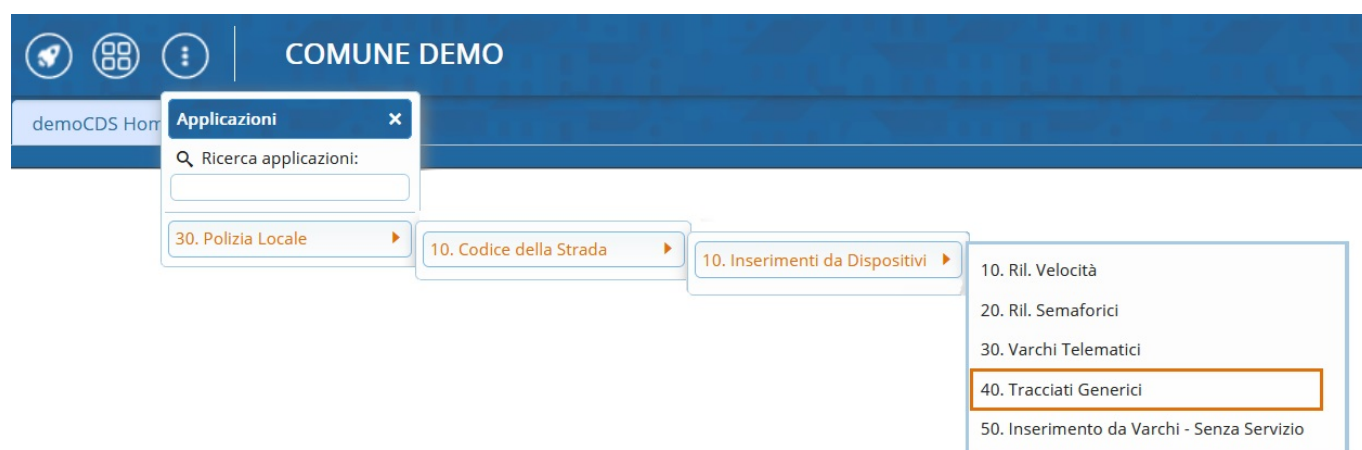 COMUNE DEMO
demoCDS Hom
Applicazioni
Ricerca applicazioni:
30. Polizia Locale
10. Codice della Strada
10. Inserimenti da Dispositivi
10. Ril. Velocità
20. Ril. Semaforici
30. Varchi Telematici
40. Tracciati Generici
50. Inserimento da Varchi - Senza Servizio